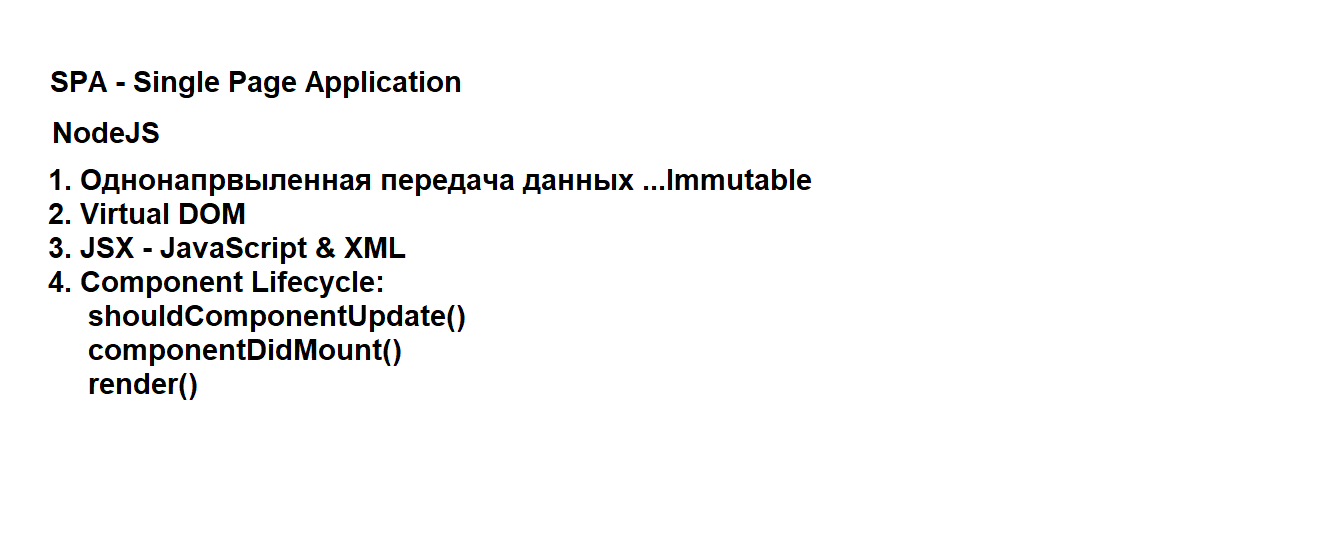 SPA - Single Page Application
NodeJS
1. Однонапрвыленная передача данных ...Immutable
2. Virtual DOM
3. JSX - JavaScript & XML
4. Component Lifecycle:
shouldComponentUpdate()
componentDidMount()
render()